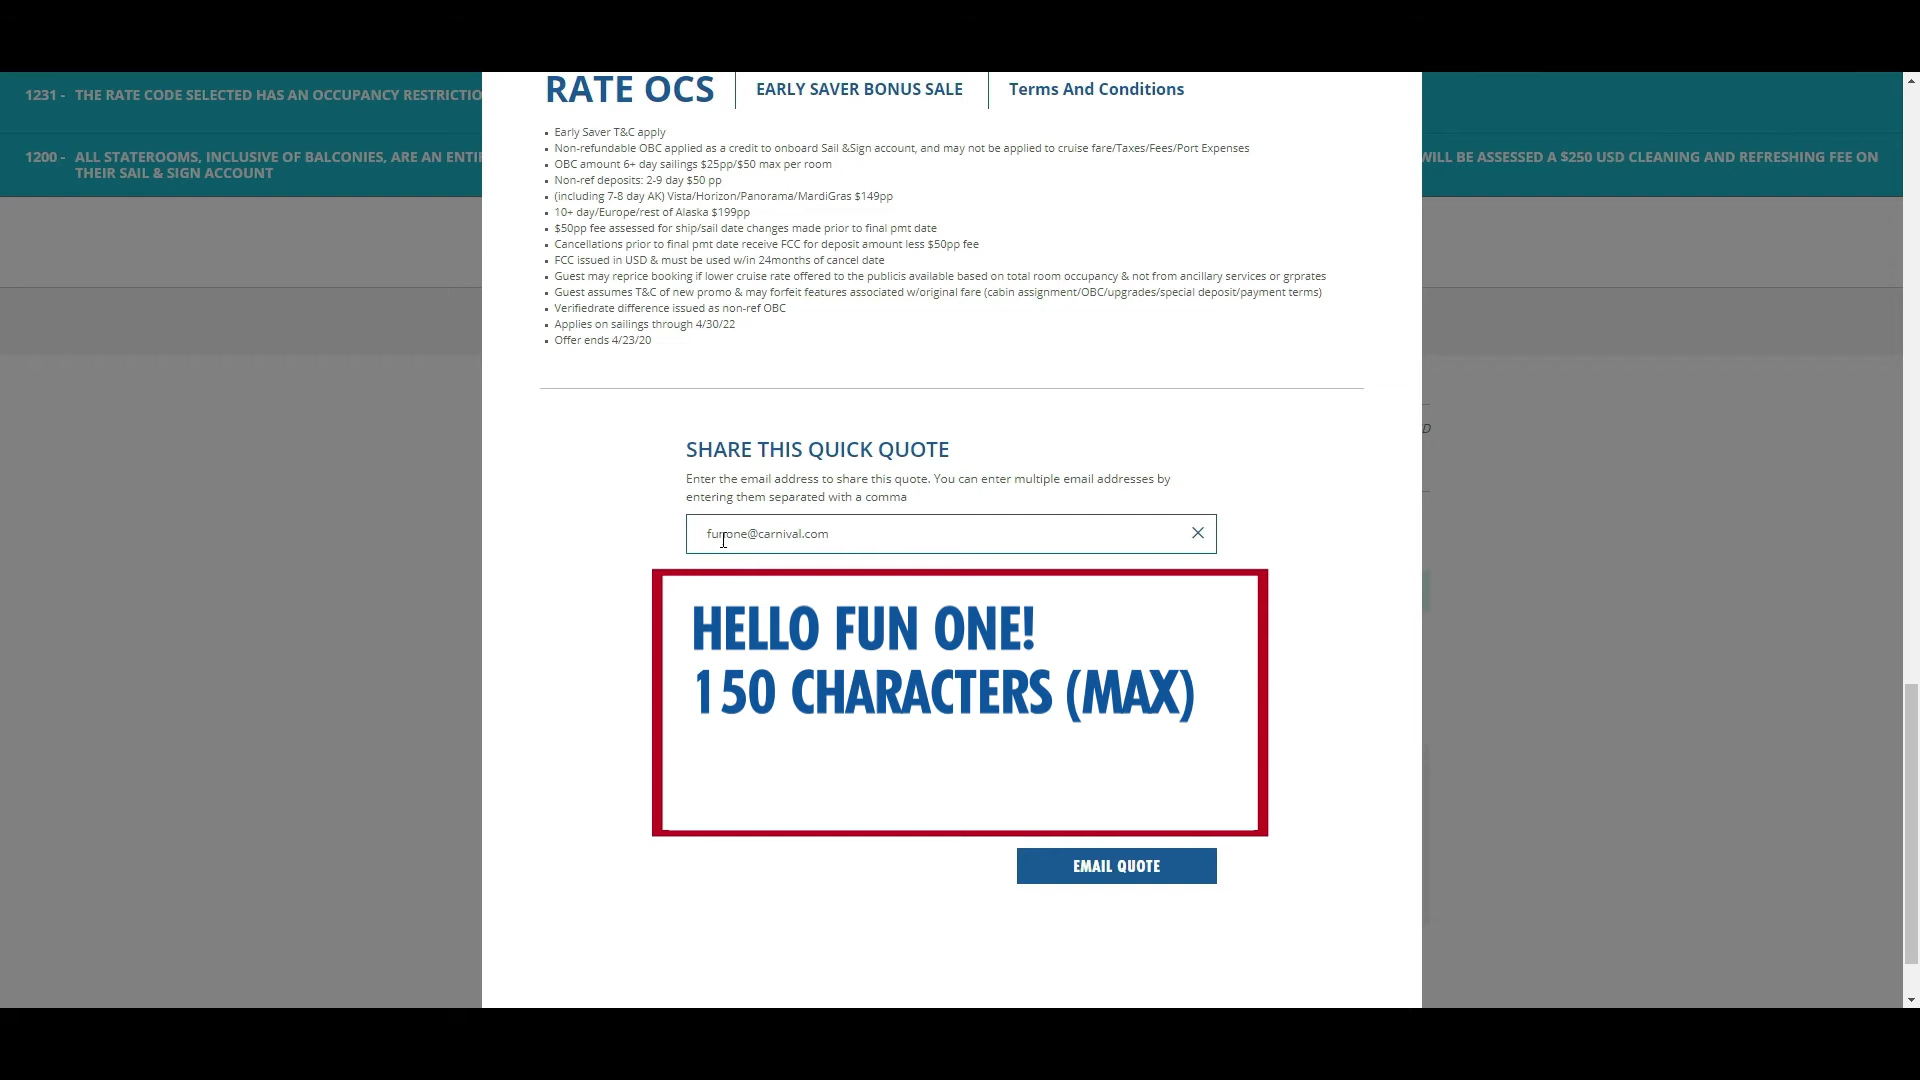 1231 - THE RATE CODE SELECTED HAS AN OCCUPANCY RESTRICTIO
1200 - ALL STATEROOMS, INCLUSIVE OF BALCONIES, ARE AN ENTI
WILL BE ASSESSED A $250 USD CLEANING AND REFRESHING FEE ON
THEIR SAIL & SIGN ACCOUNT
RATE OCS
EARLY SAVER BONUS SALE
Terms And Conditions
Early Saver T&C apply
Non-refundable OBC applied as a credit to onboard Sail &Sign account, and may not be applied to cruise fare/Taxes/Fees/Port Expenses
OBC amount 6+ day sailings $25pp/$50 max per room
Non-ref deposits: 2-9 day $50 pp
(including 7-8 day AK) Vista/Horizon/Panorama/MardiGras $149pp
10+ day/Europe/rest of Alaska $199pp
$50pp fee assessed for ship/sail date changes made prior to final pmt date
Cancellations prior to final pmt date receive FCC for deposit amount less $50pp fee
FCC issued in USD & must be used w/in 24months of cancel date
Guest may reprice booking if lower cruise rate offered to the publicis available based on total room occupancy & not from ancillary services or grprates
Guest assumes T&C of new promo & may forfeit features associated w/original fare (cabin assignment/OBC/upgrades/special deposit/payment terms)
Verifiedrate difference issued as non-ref OBC
Applies on sailings through 4/30/22
Offer ends 4/23/20
SHARE THIS QUICK QUOTE
Enter the email address to share this quote. You can enter multiple email addresses by
entering them separated with a comma
funone@carnival.com
HELLO FUN ONE!
150 CHARACTERS (MAX)
EMAIL QUOTE